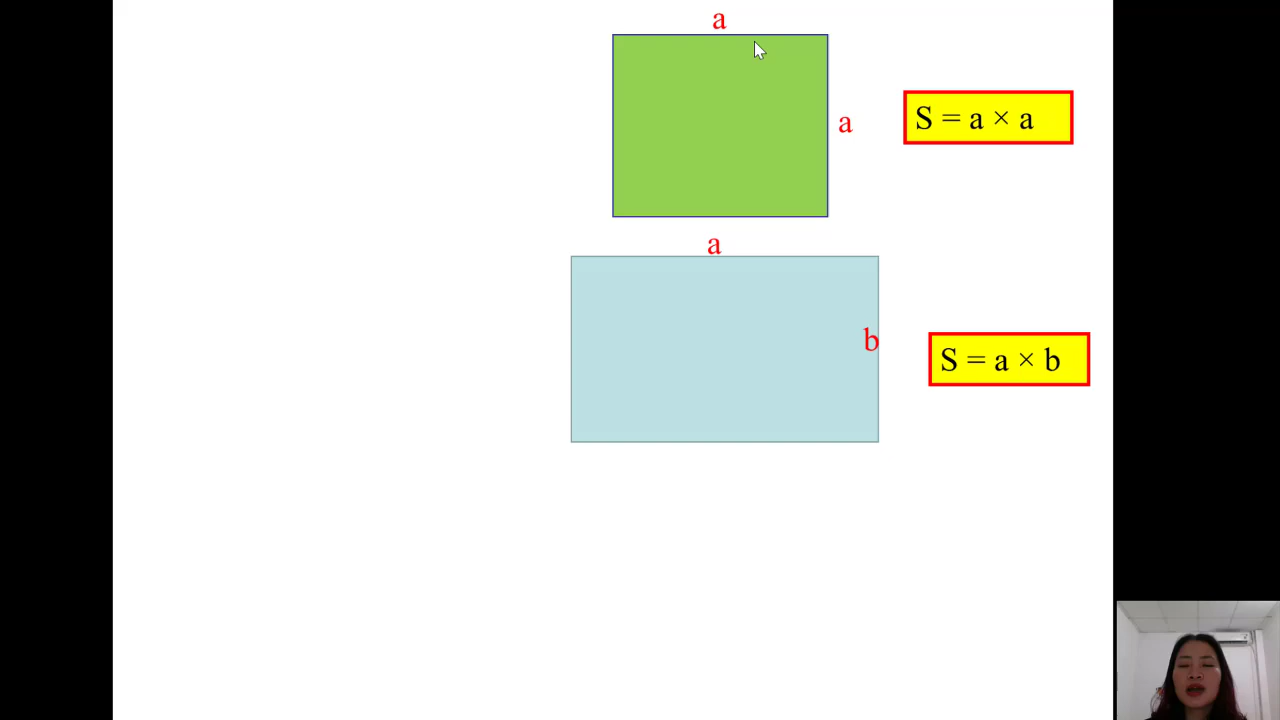 a
a
S = a × a
a
b
S = a × b